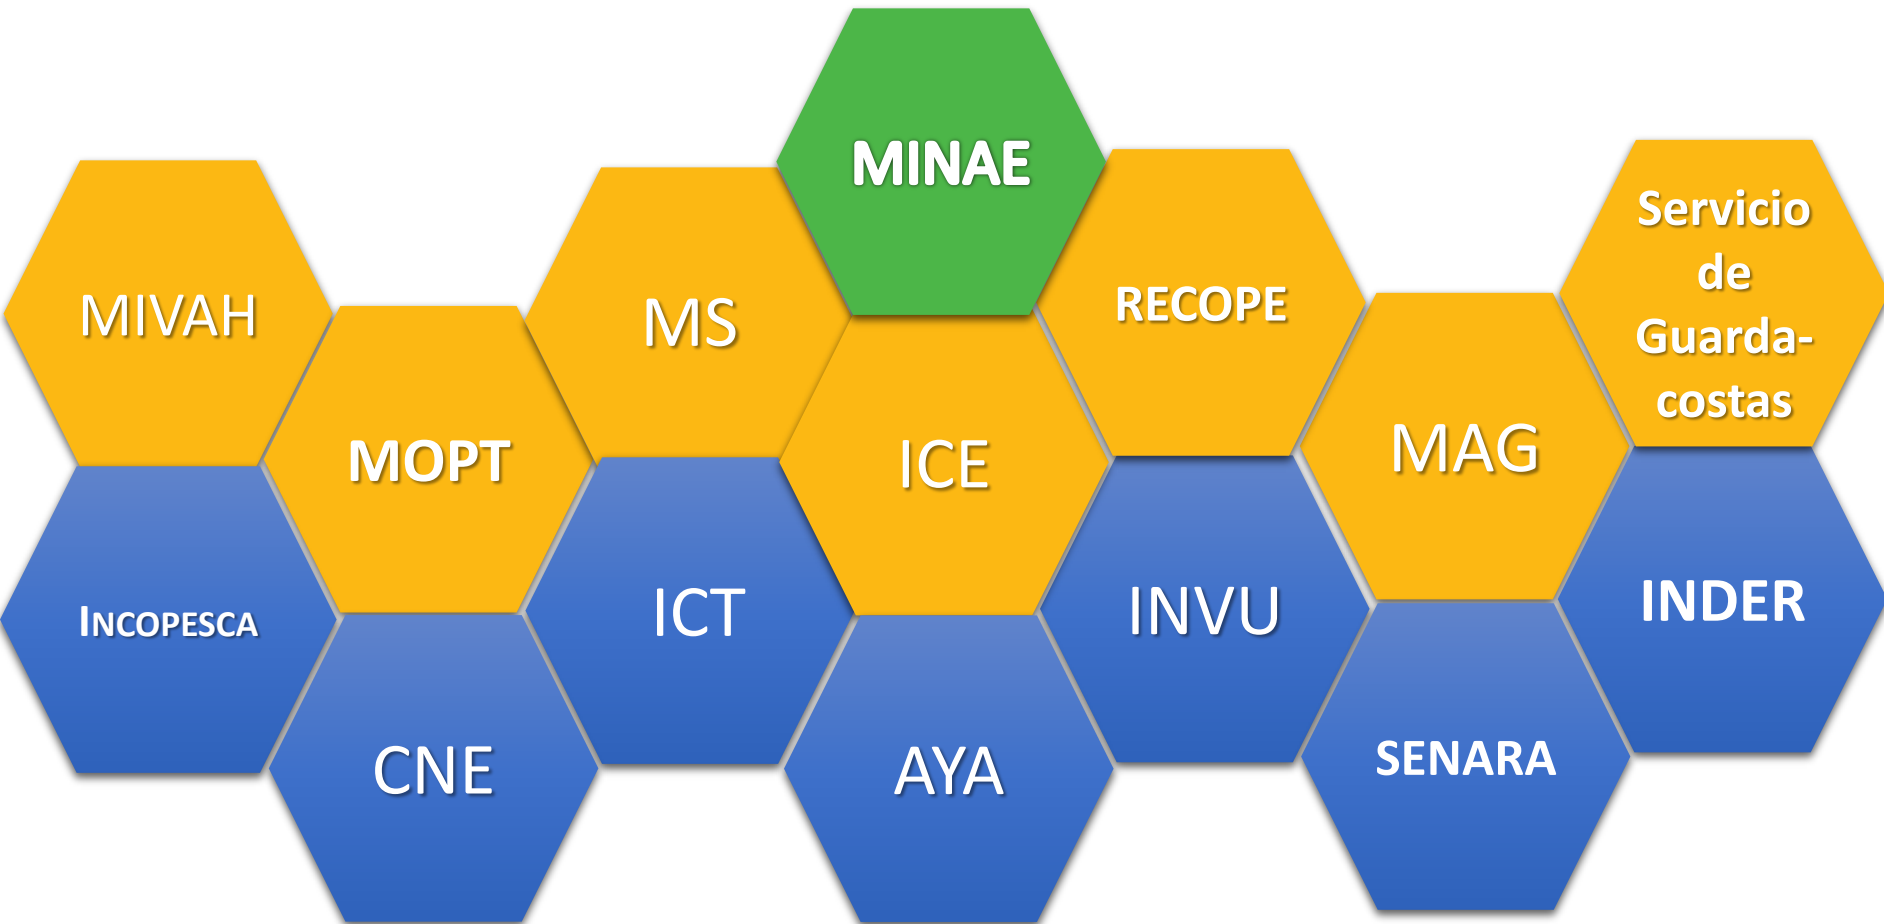 MINAE
MIVAH
MOPT
MS
ICE
RECOPE
MAG
Servicio
de
Guarda-
costas
INCOPESCA
CNE
ICT
AYA
INVU
SENARA
INDER